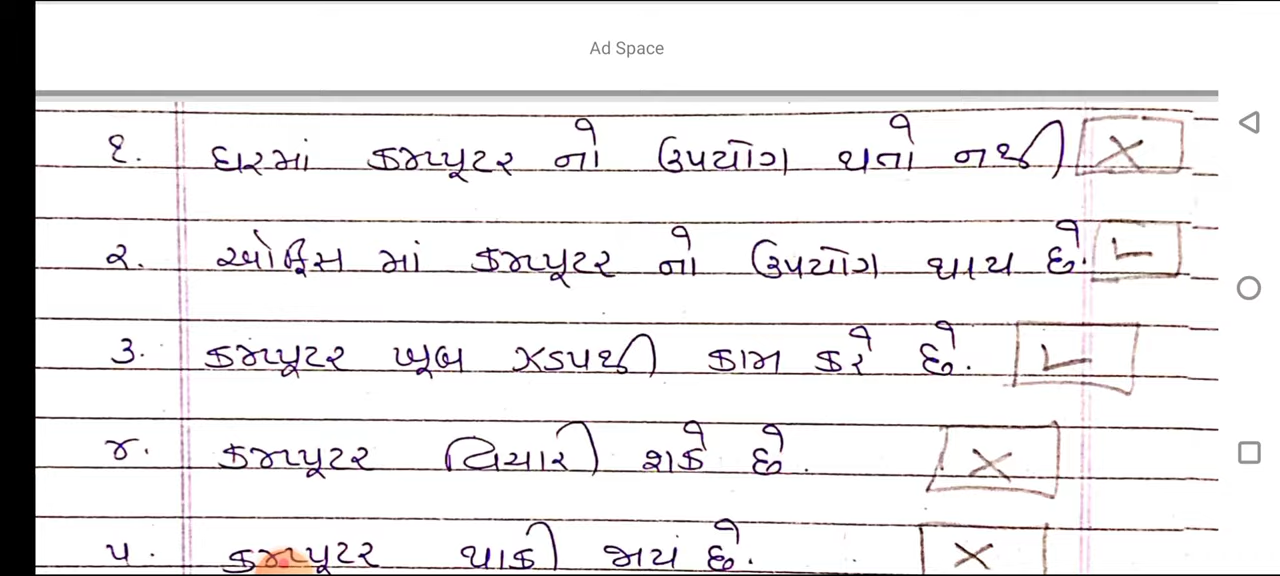 Ad Space
૧. ઘરમાં કમ્પ્યૂટર નો ઉપયોગ થતો નથી ×
૨. ઓફિસ માં કમ્પ્યૂટર નો ઉપયોગ થાય છે.
૩. કમ્પ્યૂટર ખૂબ ઝડપથી કામ કરે છે.
૪. કમ્પ્યૂટર વિચારી શકે છે. ×
૫. કમ્પ્યૂટર થાકી જાય છે. ×